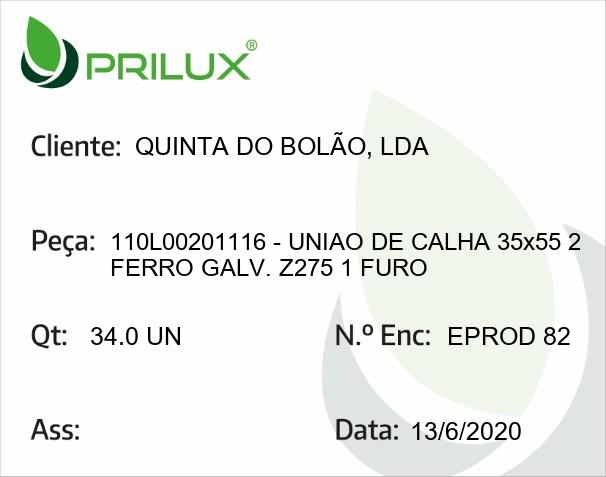 PRILUX®
Cliente: QUINTA DO BOLÃO, LDA
Peça: 110L00201116 - UNIAO DE CALHA 35x55 2
FERRO GALV. Z275 1 FURO
Qt: 34.0 UN N.º Enc: EPROD 82
Ass: Data: 13/6/2020